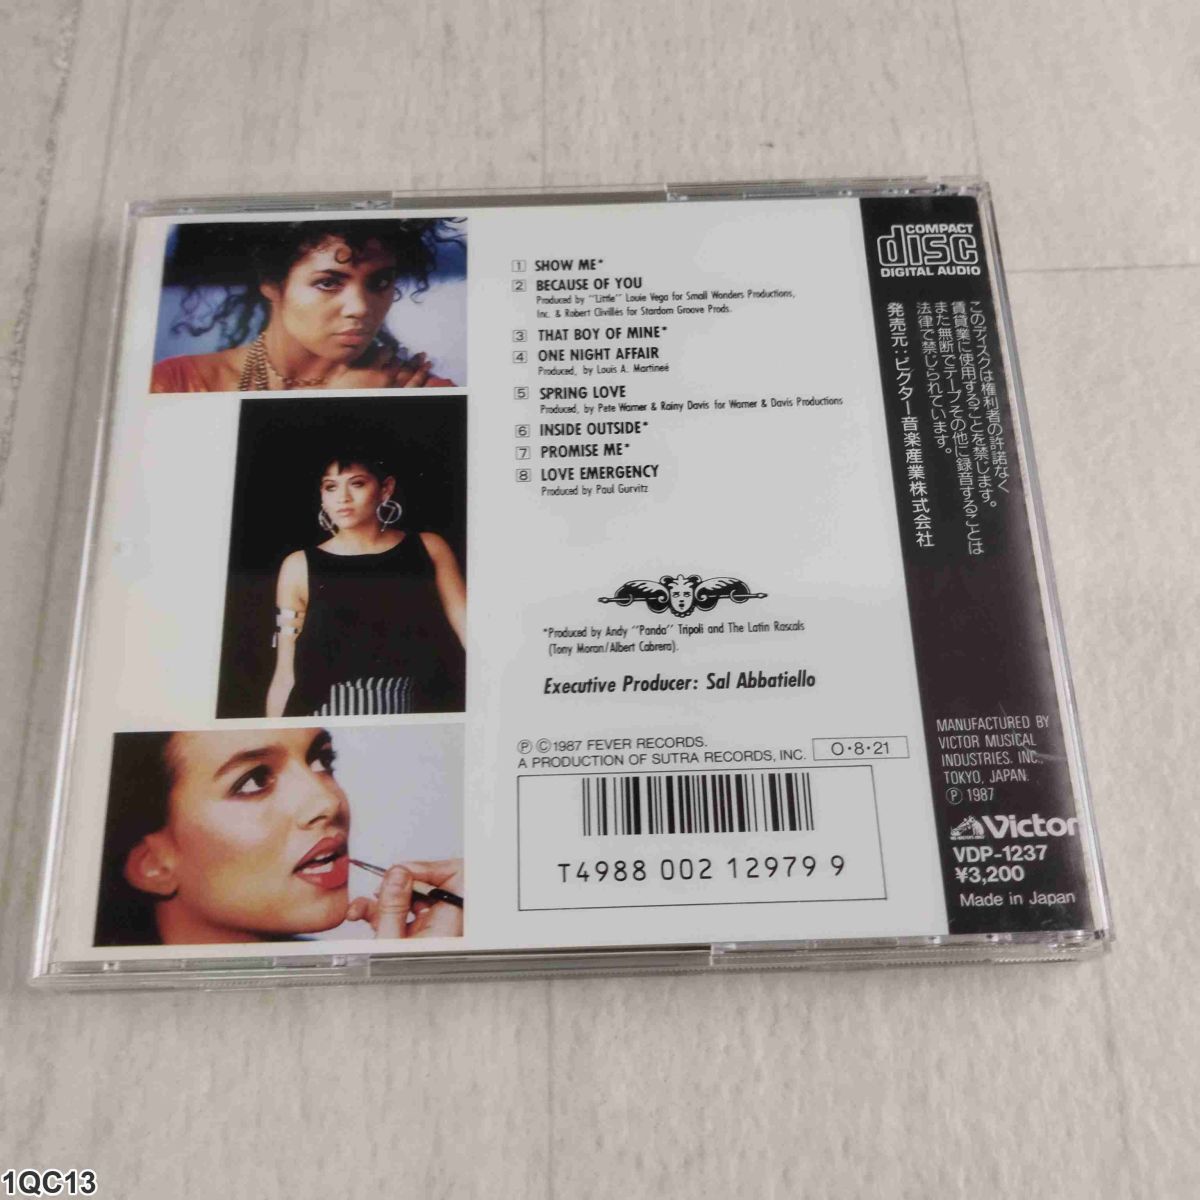 1 SHOW ME*
2 BECAUSE OF YOU
Produced by "Little" Louie Vega for Small Wonders Productions,
Inc. & Robert Clivillés for Stardom Groove Prods.
3 THAT BOY OF MINE*
4 ONE NIGHT AFFAIR
Produced, by Louis A. Martineé
5 SPRING LOVE
Produced, by Pete Warner & Rainy Davis for Warner & Davis Productions
6 INSIDE OUTSIDE*
7 PROMISE ME*
8 LOVE EMERGENCY
Produced by Paul Gurvitz
*Produced by Andy "Panda" Tripoli and The Latin Rascals
(Tony Moran/Albert Cabrera).
Executive Producer: Sal Abbatiello
Ⓟ Ⓒ1987 FEVER RECORDS.
A PRODUCTION OF SUTRA RECORDS, INC.
O·8·21
T4988 002 12979 9
COMPACT
disc
DIGITAL AUDIO
このディスクは権利者の許諾なく
賃貸業に使用することを禁じます。
また無断でテープその他に録音することは
法律で禁じられています。
発売元:ビクター音楽産業株式会社
MANUFACTURED BY
VICTOR MUSICAL
INDUSTRIES. INC.,
TOKYO, JAPAN.
Ⓟ 1987
Victor
VDP-1237
¥3,200
Made in Japan
1QC13